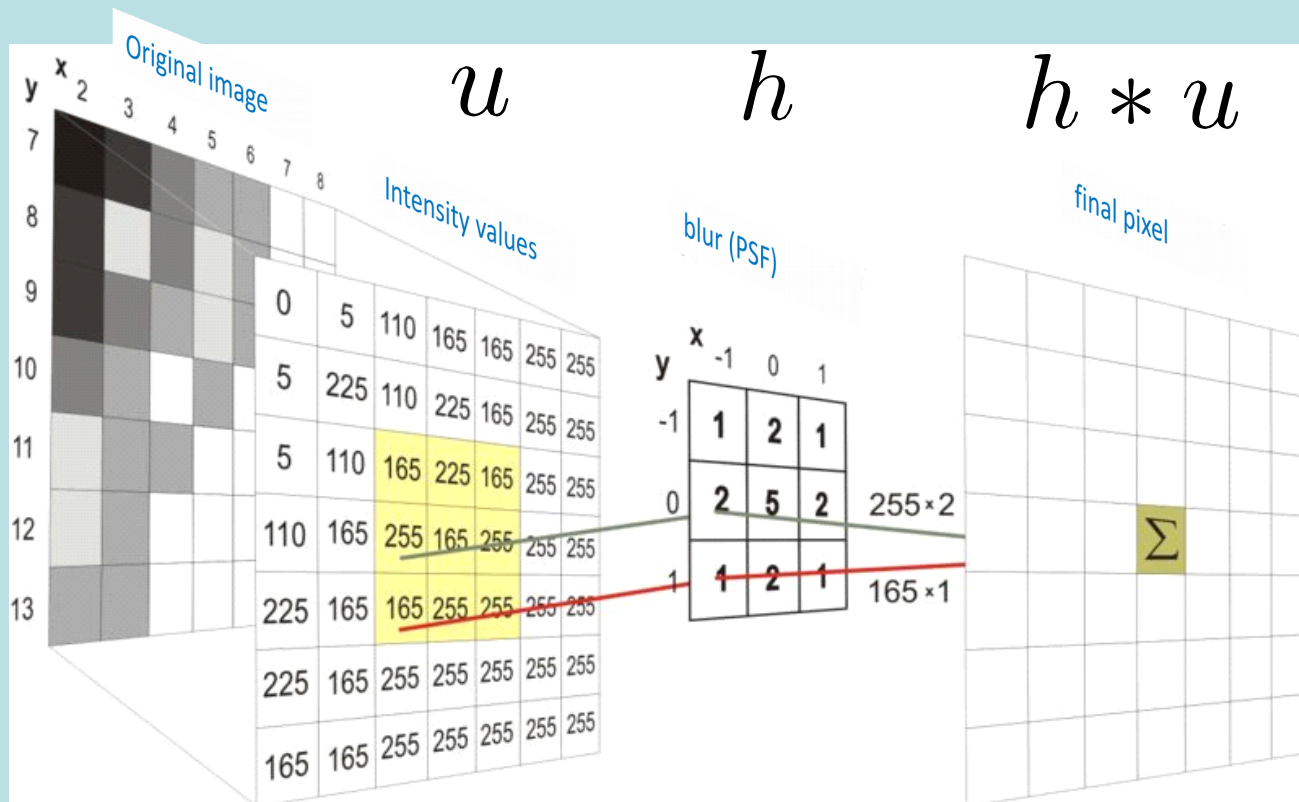 Original image
u
h
h * u
x
y
2 3 4 5 6 7 8
7
8
9
10
11
12
13
Intensity values
0 5 110 165 165 255 255
5 225 110 225 165 255 255
5 110 165 225 165 255 255
110 165 255 165 255 255 255
225 165 165 255 255 255 255
225 165 255 255 255 255 255
165 165 255 255 255 255 255
blur (PSF)
x
y
-1 0 1
-1 1 2 1
0 2 5 2
1 1 2 1
255×2
165×1
final pixel
Σ